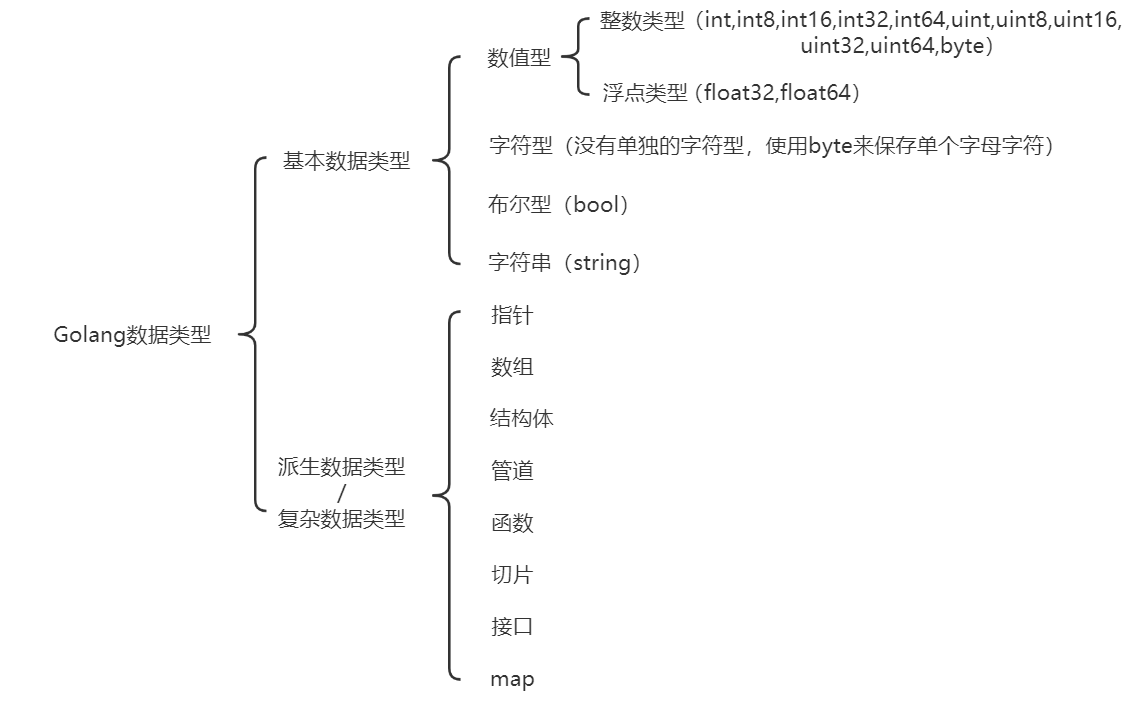 Golang数据类型
基本数据类型
数值型
整数类型（int,int8,int16,int32,int64,uint,uint8,uint16,
uint32,uint64,byte）
浮点类型（float32,float64）
字符型（没有单独的字符型，使用byte来保存单个字母字符）
布尔型（bool）
字符串（string）
派生数据类型
/
复杂数据类型
指针
数组
结构体
管道
函数
切片
接口
map